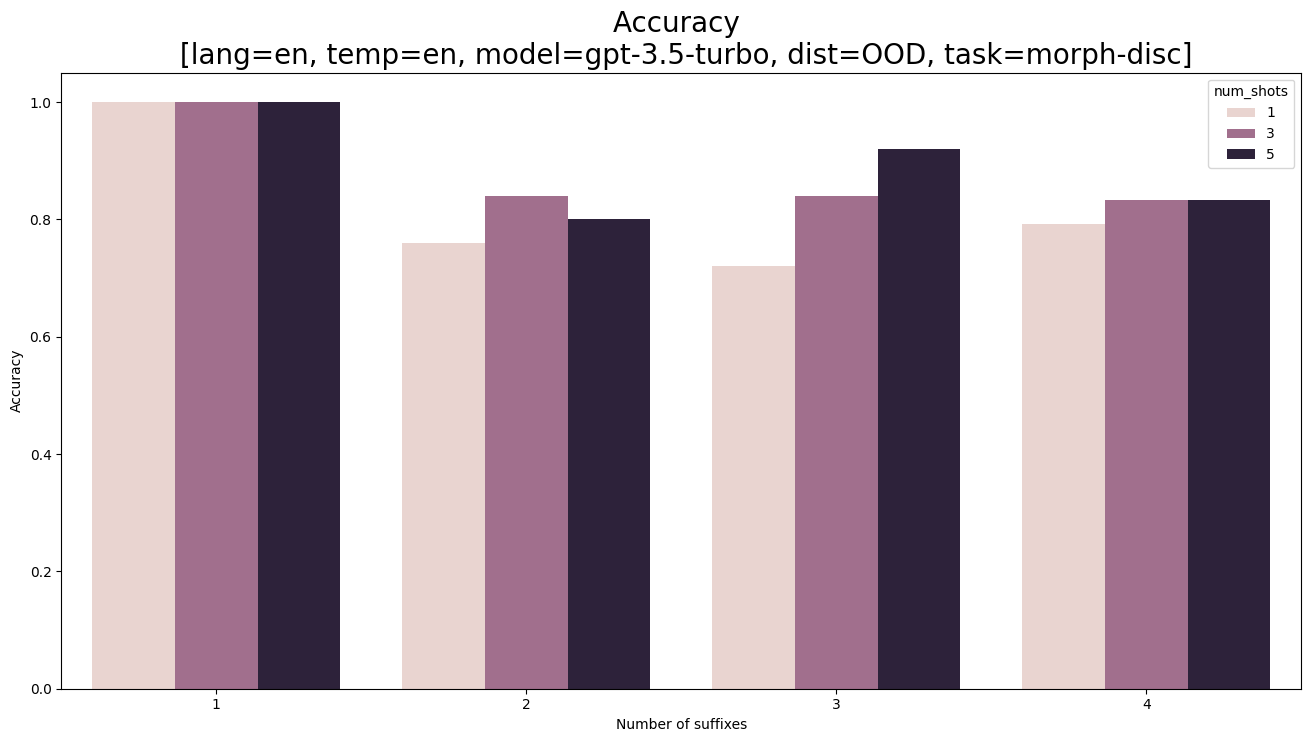 Accuracy
[lang=en, temp=en, model=gpt-3.5-turbo, dist=OOD, task=morph-disc]
num_shots
1
3
5
Accuracy
1.0
0.8
0.6
0.4
0.2
0.0
1 2 3 4
Number of suffixes